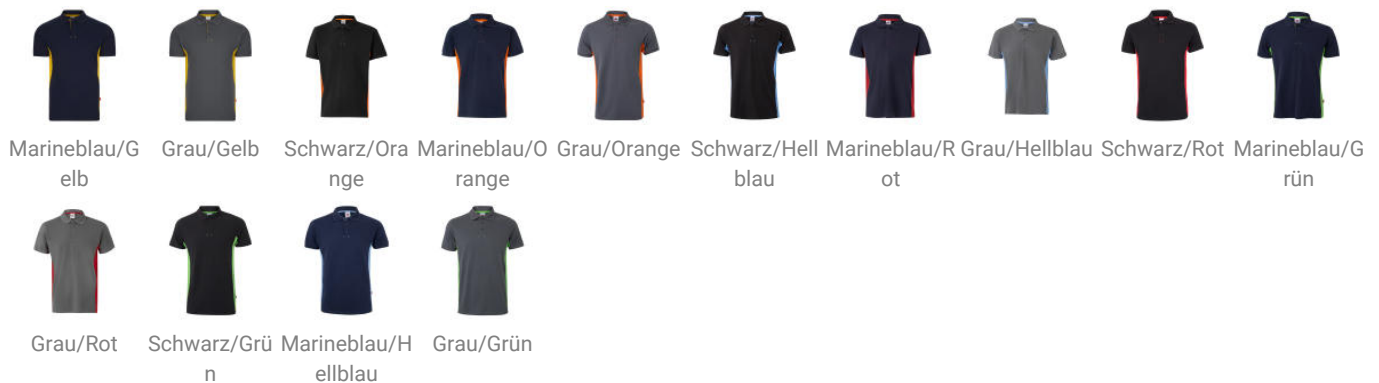 Marineblau/G Grau/Gelb Schwarz/Ora Marineblau/O Grau/Orange Schwarz/Hell Marineblau/R Grau/Hellblau Schwarz/Rot Marineblau/G
elb nge range blau ot rün
Grau/Rot Schwarz/Grü Marineblau/H Grau/Grün
n ellblau